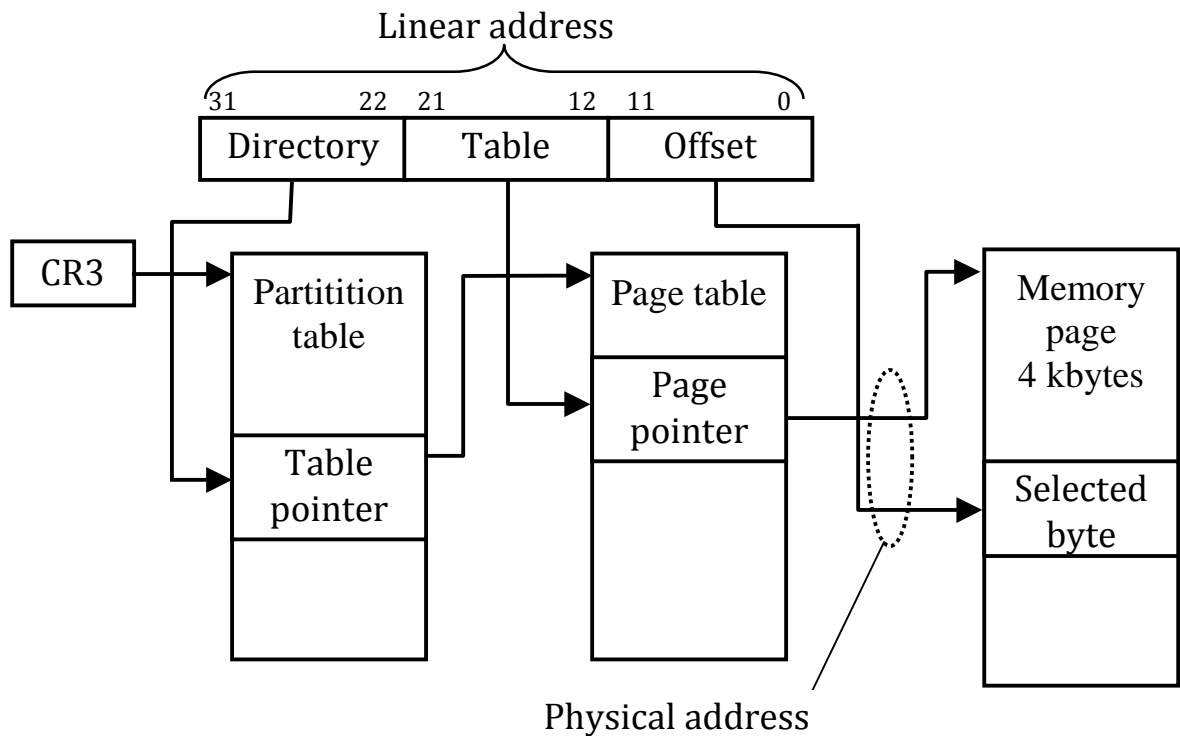 Linear address
31 22 21 12 11 0
Directory Table Offset
CR3
Partitition
table
Table
pointer
Page table
Page
pointer
Memory
page
4 kbytes
Selected
byte
Physical address